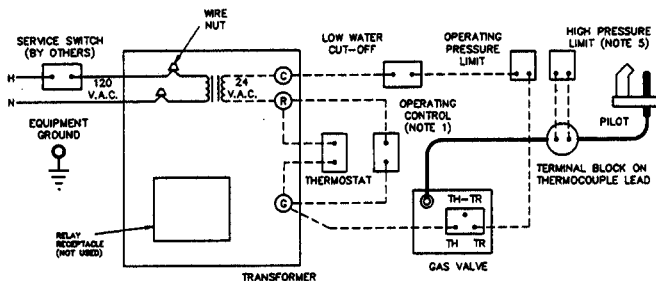 WIRE
NUT
SERVICE SWITCH
(BY OTHERS)
LOW WATER
CUT-OFF
OPERATING
PRESSURE
LIMIT
HIGH PRESSURE
LIMIT (NOTE 5)
H
120
V.A.C.
24
V.A.C.
C
N
R
OPERATING
CONTROL
(NOTE 1)
PILOT
EQUIPMENT
GROUND
THERMOSTAT
TERMINAL BLOCK ON
THERMOCOUPLE LEAD
G
TH-TR
TH TR
RELAY
RECEPTACLE
(NOT USED)
GAS VALVE
TRANSFORMER